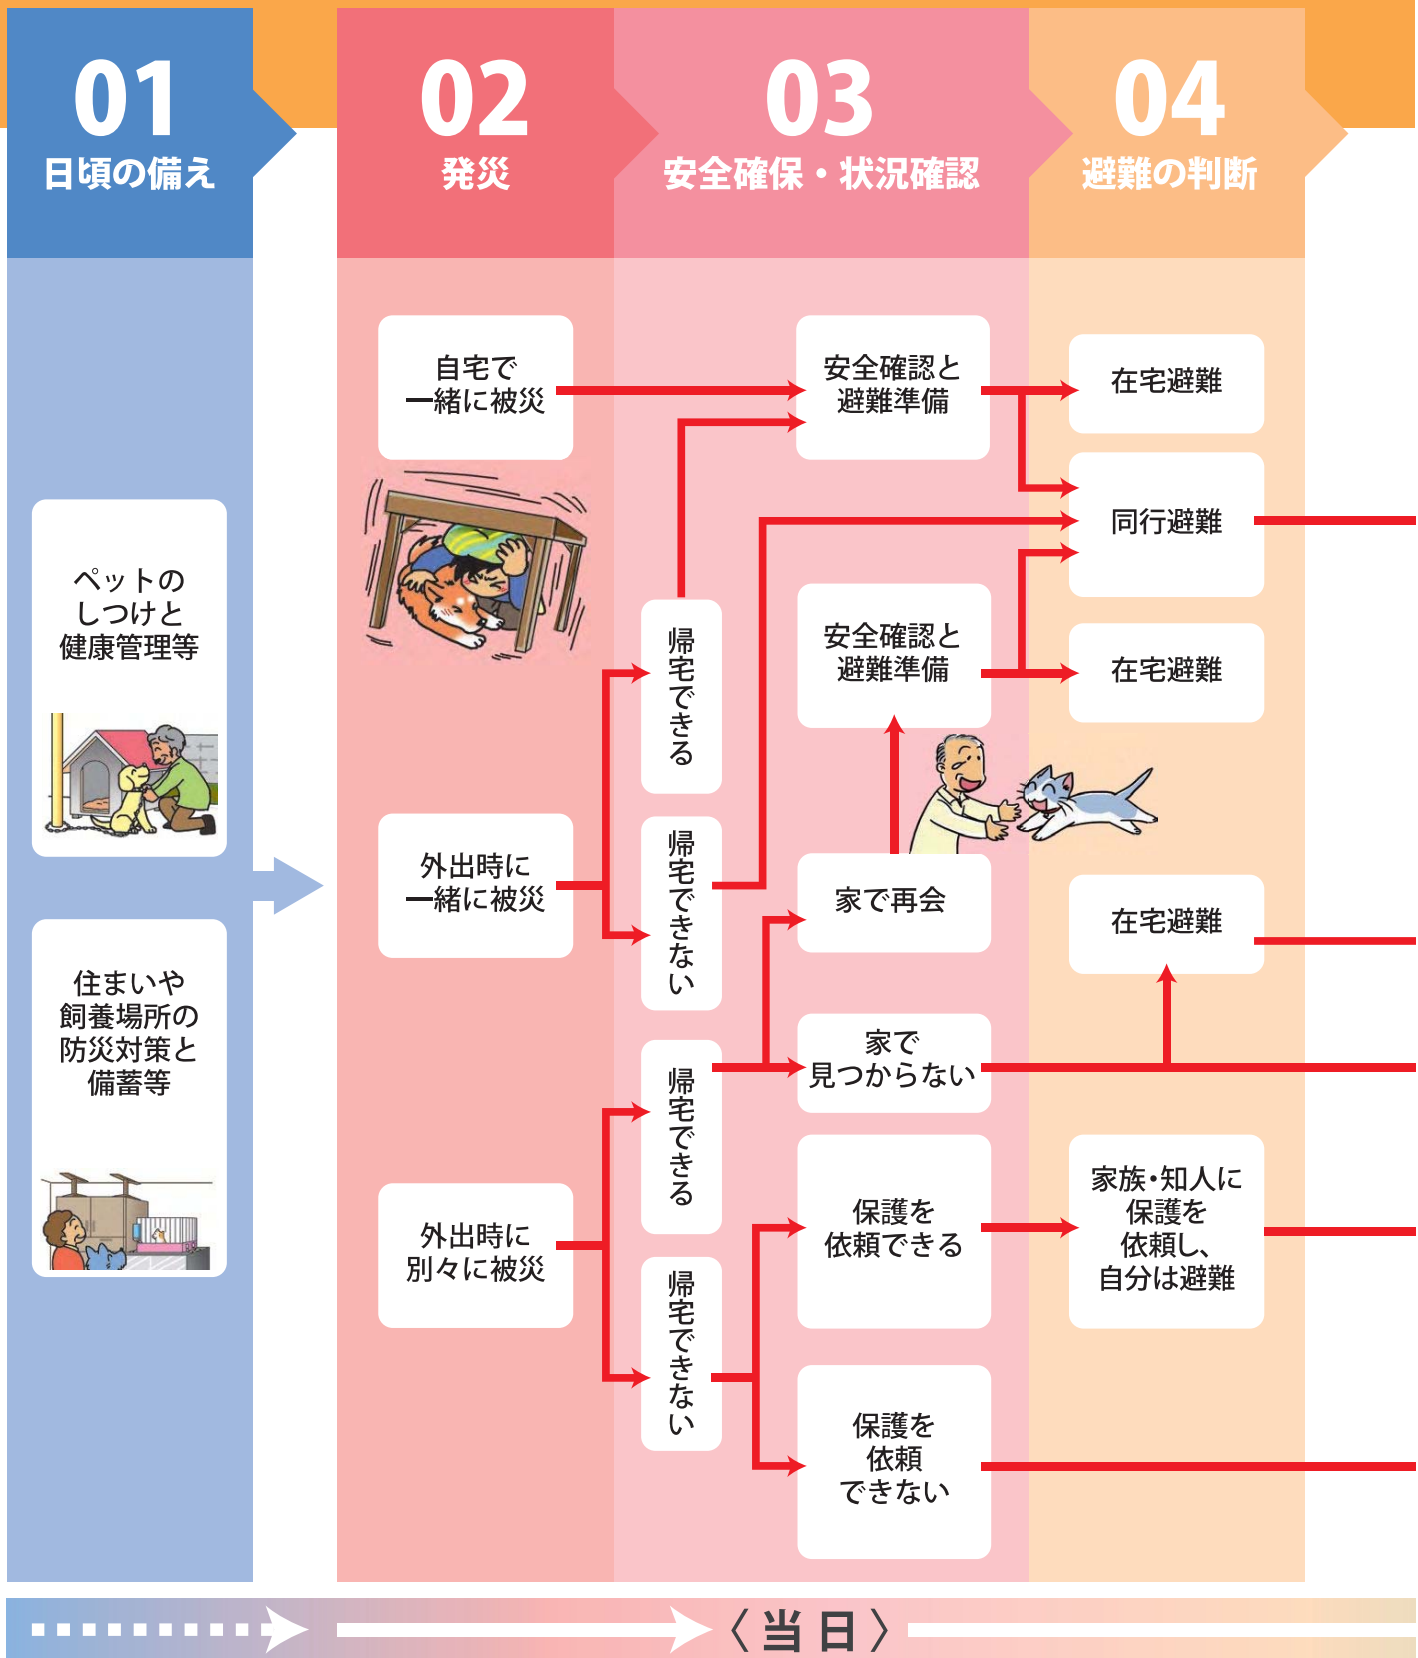 01
日頃の備え
02
発災
03
安全確保・状況確認
04
避難の判断
ペットの
しつけと
健康管理等
住まいや
飼養場所の
防災対策と
備蓄等
自宅で
一緒に被災
外出時に
一緒に被災
外出時に
別々に被災
帰宅できる
帰宅できない
帰宅できる
帰宅できない
安全確認と
避難準備
安全確認と
避難準備
家で再会
家で
見つからない
保護を
依頼できる
保護を
依頼
できない
在宅避難
同行避難
在宅避難
在宅避難
家族・知人に
保護を
依頼し、
自分は避難
〈当日〉